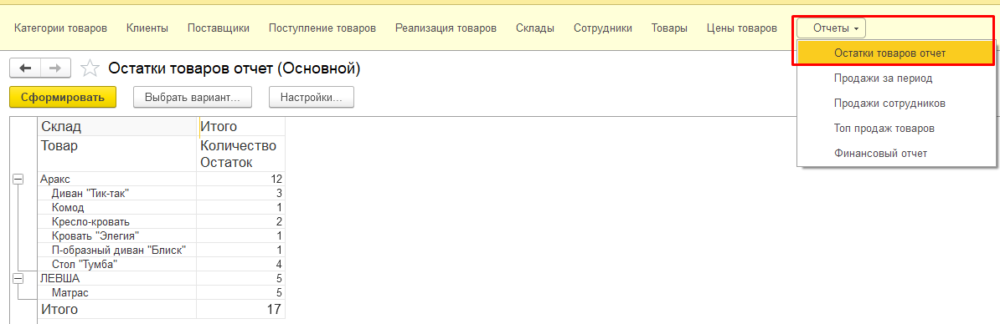 Категории товаров Клиенты Поставщики Поступление товаров Реализация товаров Склады Сотрудники Товары Цены товаров Отчеты
Остатки товаров отчет
Продажи за период
Продажи сотрудников
Топ продаж товаров
Финансовый отчет
Остатки товаров отчет (Основной)
Сформировать Выбрать вариант... Настройки...
Склад Итого
Товар Количество
Остаток
Аракс 12
Диван "Тик-так" 3
Комод 1
Кресло-кровать 2
Кровать "Элегия" 1
П-образный диван "Блиск" 1
Стол "Тумба" 4
ЛЕВША 5
Матрас 5
Итого 17